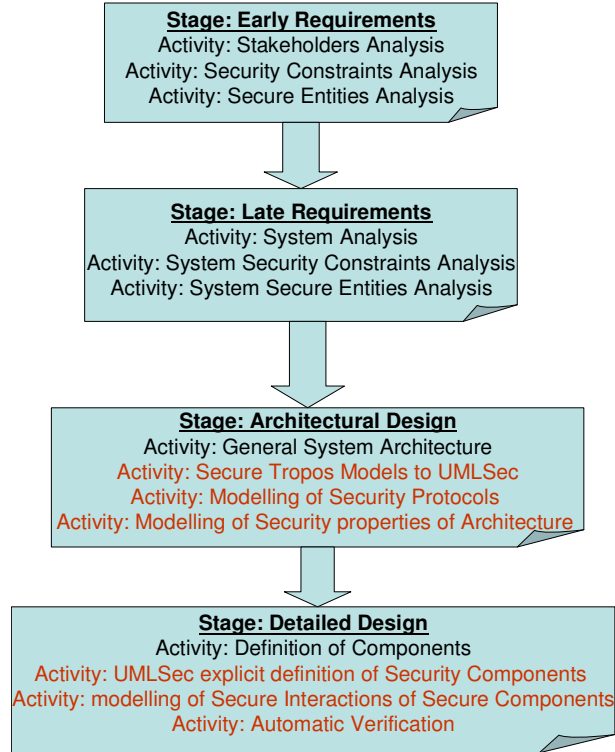 Stage: Early Requirements
Activity: Stakeholders Analysis
Activity: Security Constraints Analysis
Activity: Secure Entities Analysis
Stage: Late Requirements
Activity: System Analysis
Activity: System Security Constraints Analysis
Activity: System Secure Entities Analysis
Stage: Architectural Design
Activity: General System Architecture
Activity: Secure Tropos Models to UMLSec
Activity: Modelling of Security Protocols
Activity: Modelling of Security properties of Architecture
Stage: Detailed Design
Activity: Definition of Components
Activity: UMLSec explicit definition of Security Components
Activity: modelling of Secure Interactions of Secure Components
Activity: Automatic Verification